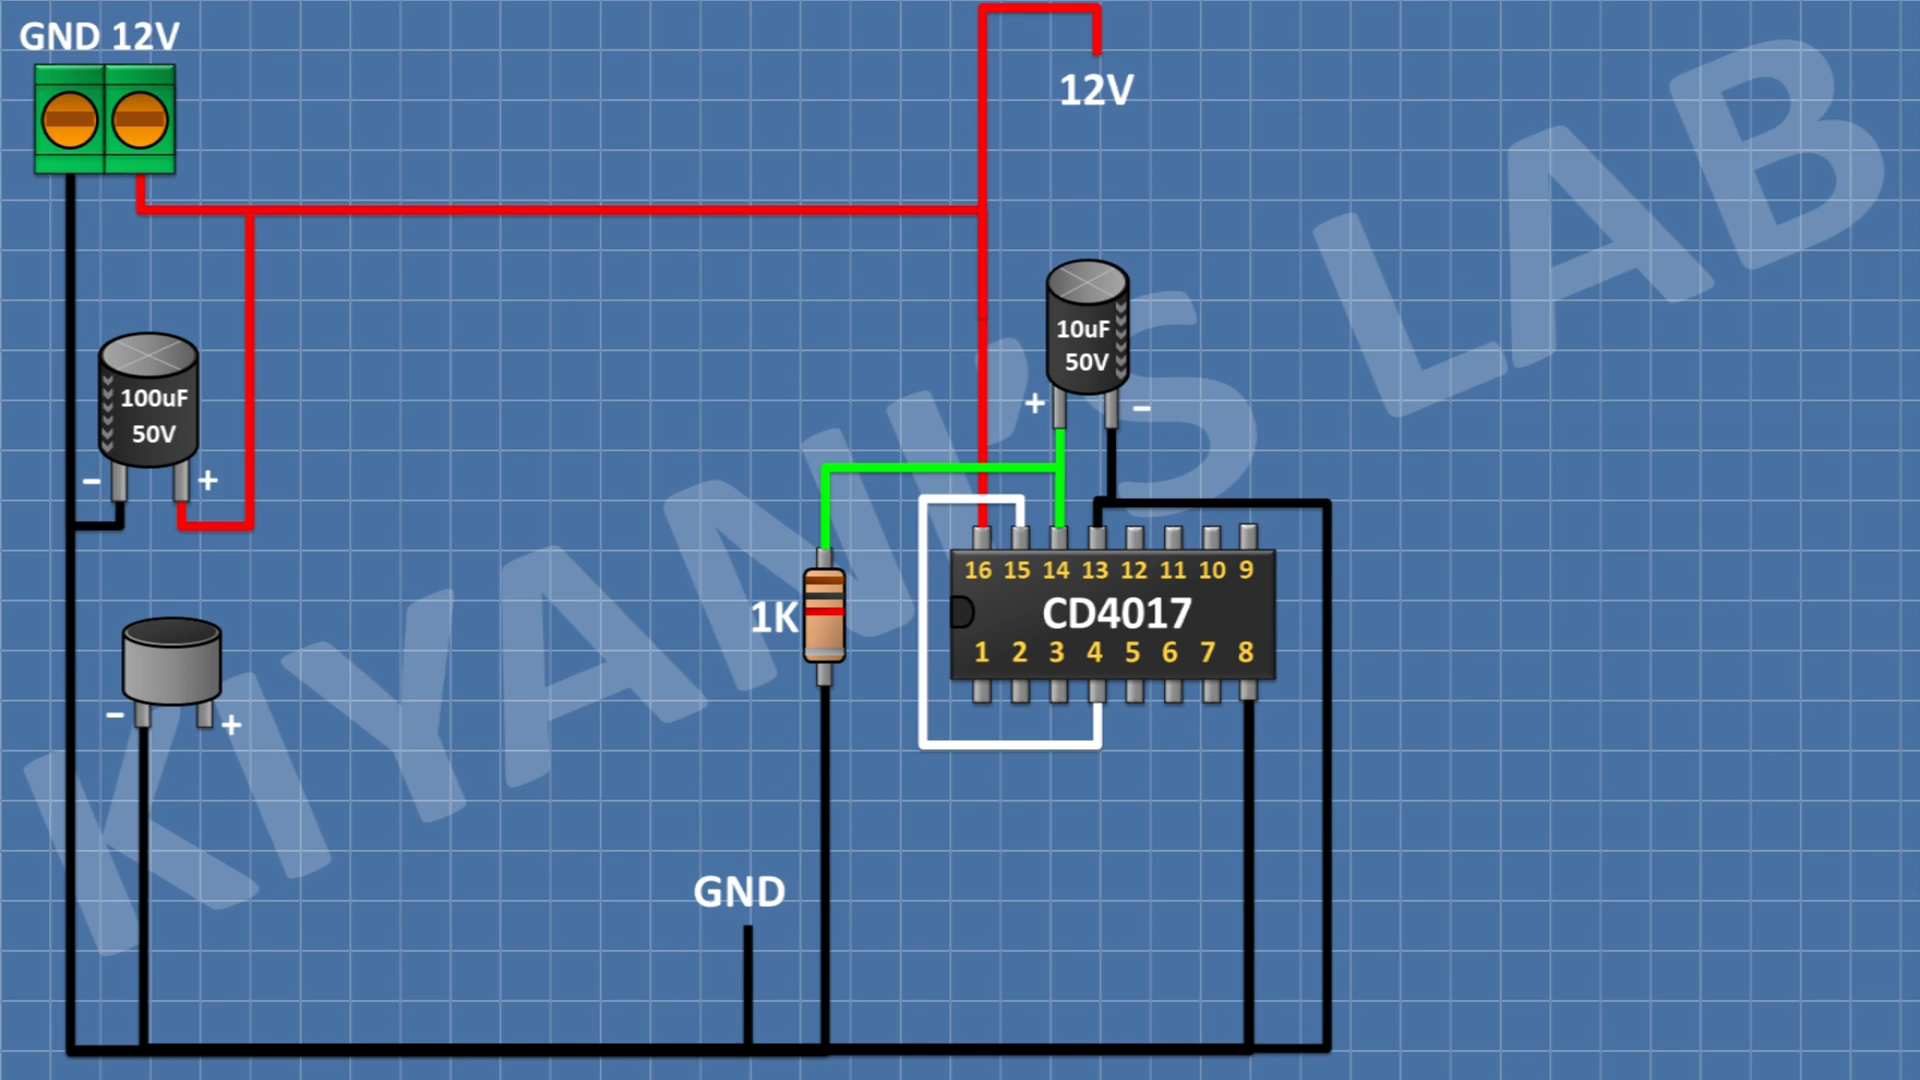 GND 12V
12V
10uF
50V
+ -
100uF
50V
- +
16 15 14 13 12 11 10 9
CD4017
1 2 3 4 5 6 7 8
1K
- +
GND
KIYANI'S LAB